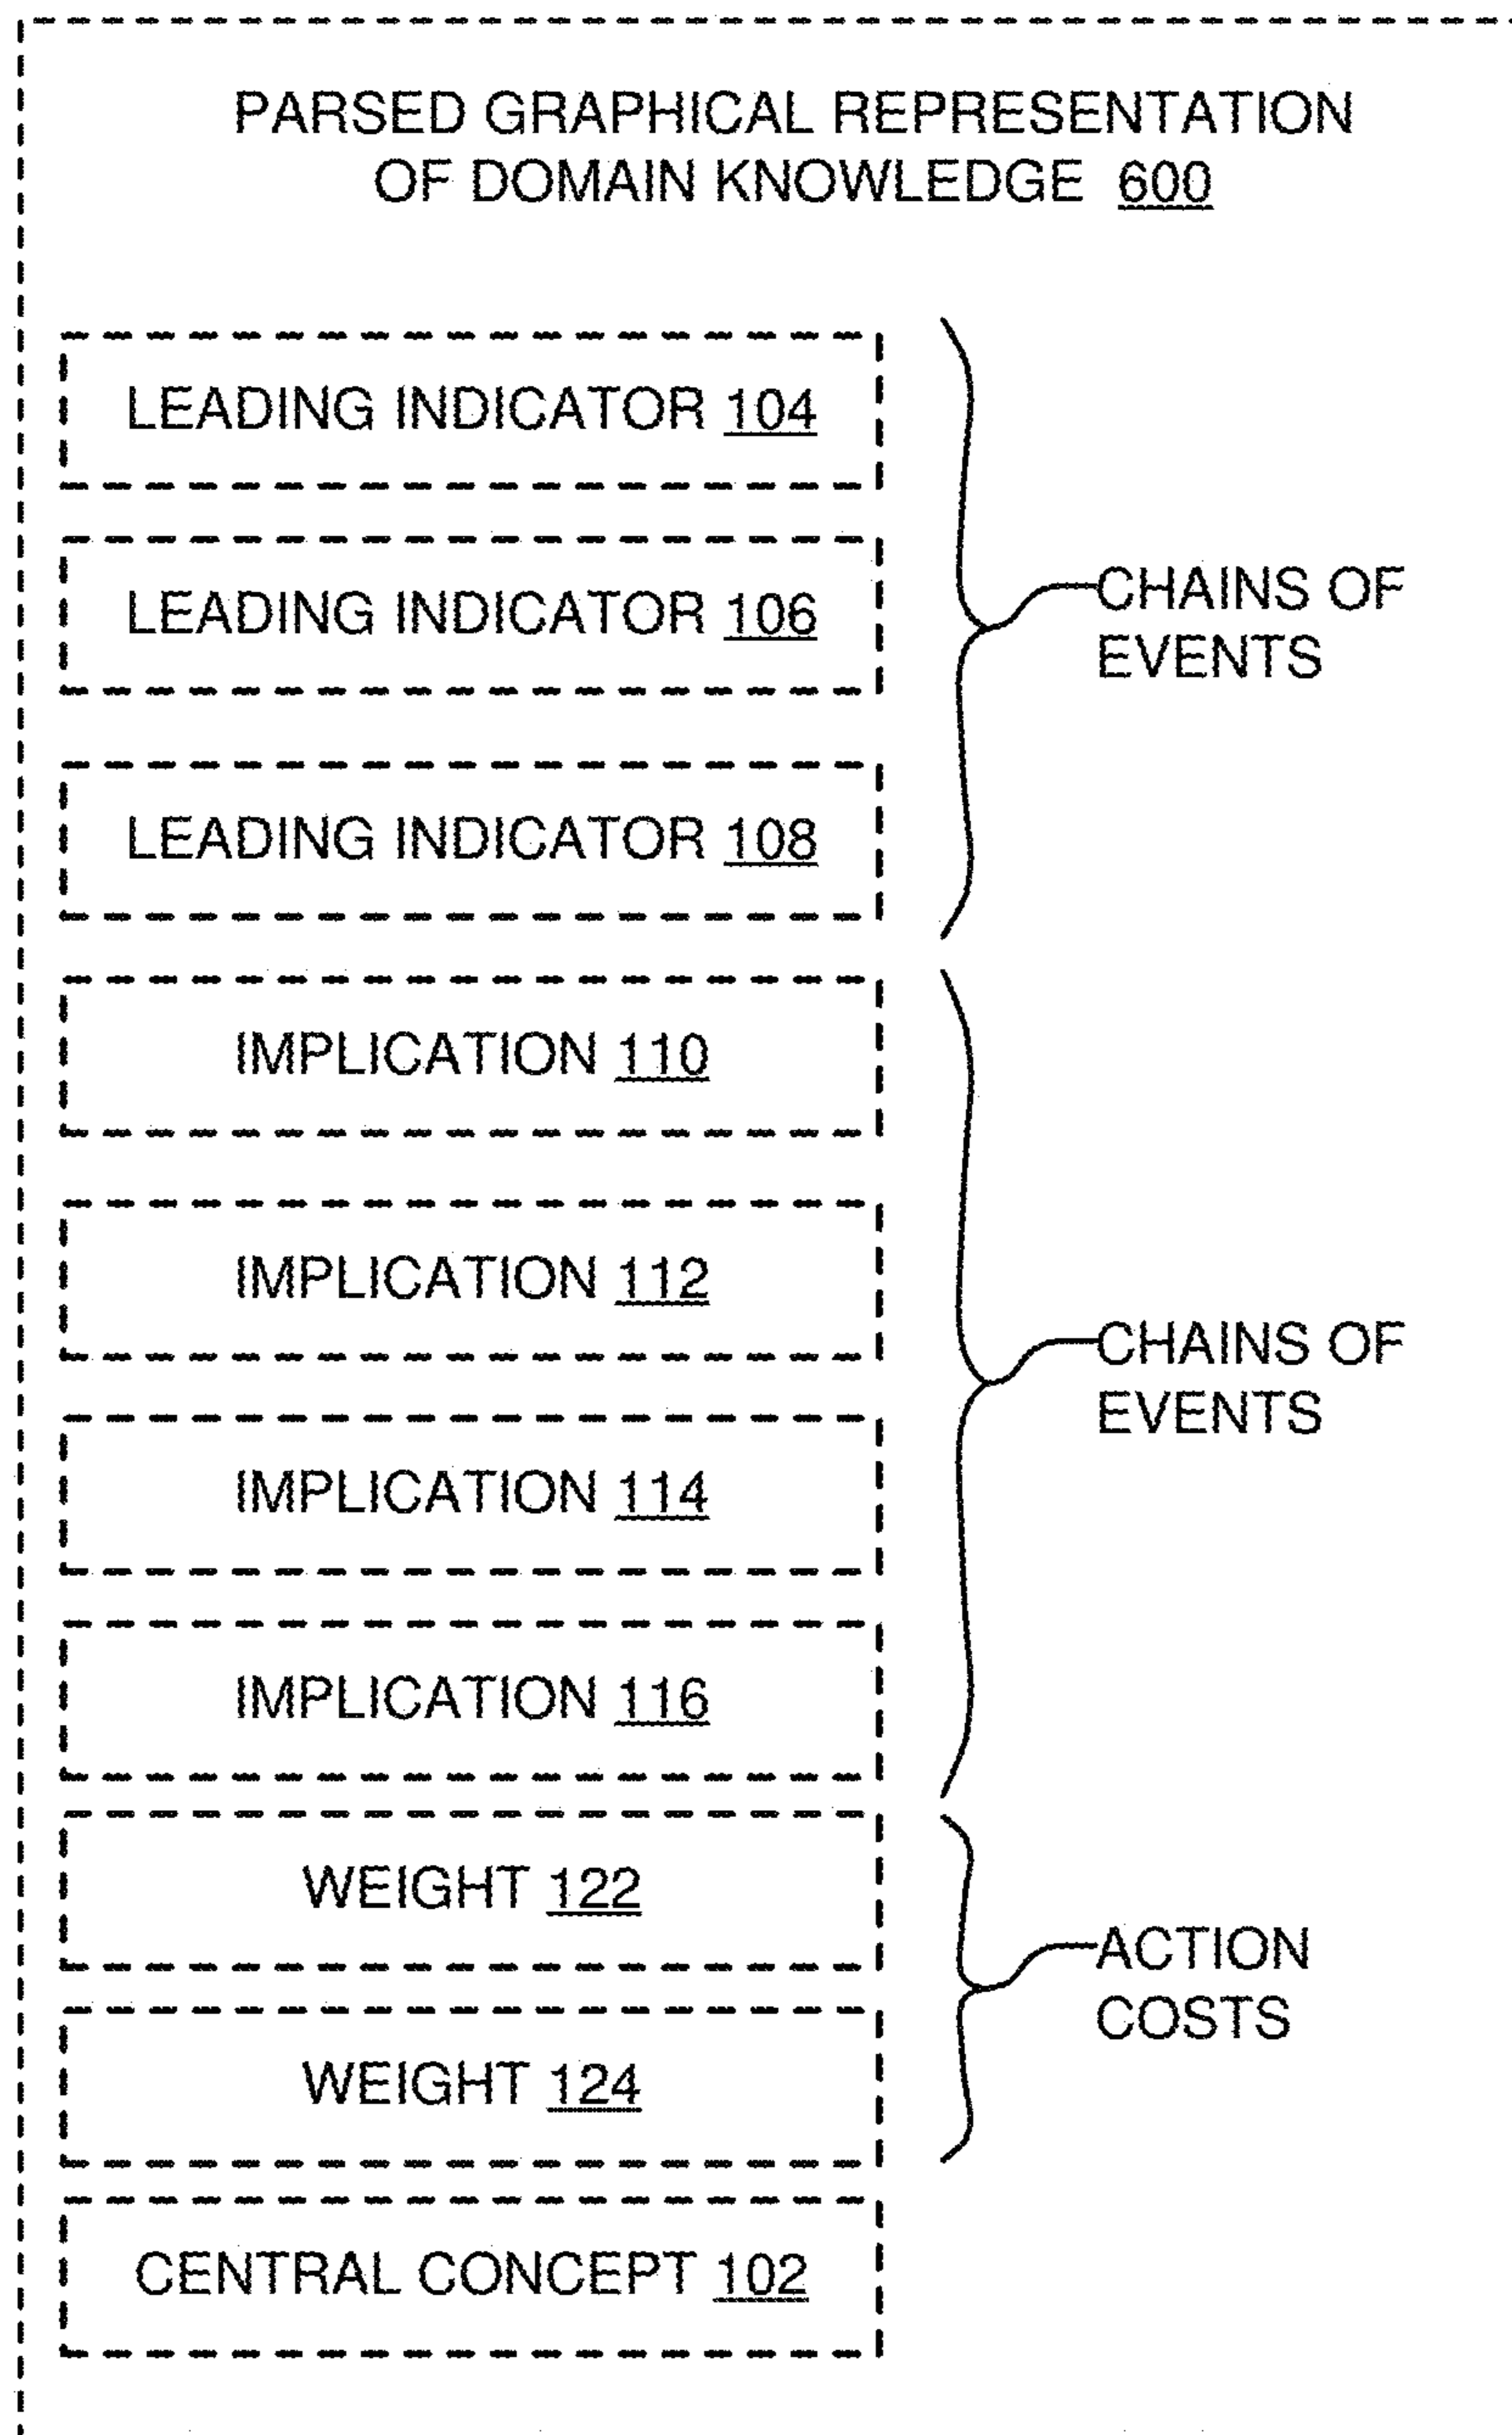 PARSED GRAPHICAL REPRESENTATION
OF DOMAIN KNOWLEDGE 600
LEADING INDICATOR 104
LEADING INDICATOR 106
LEADING INDICATOR 108
CHAINS OF
EVENTS
IMPLICATION 110
IMPLICATION 112
IMPLICATION 114
IMPLICATION 116
CHAINS OF
EVENTS
WEIGHT 122
WEIGHT 124
ACTION
COSTS
CENTRAL CONCEPT 102